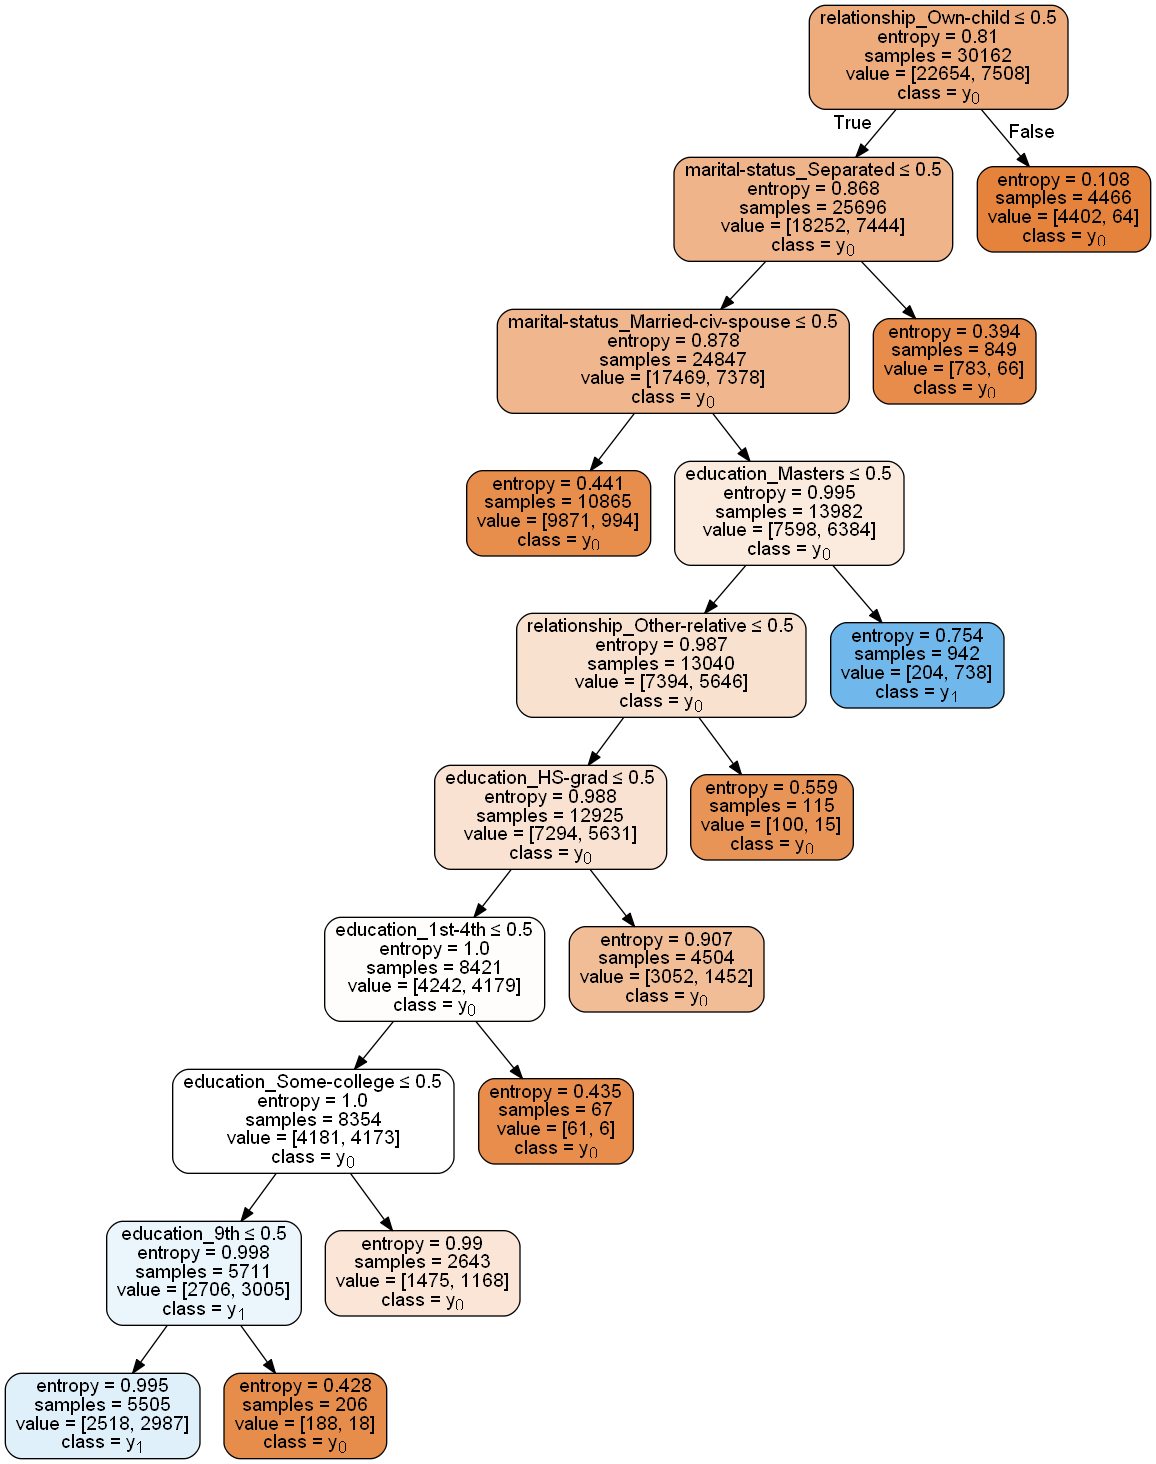 relationship_Own-child ≤ 0.5
entropy = 0.81
samples = 30162
value = [22654, 7508]
class = y₀
True
False
marital-status_Separated ≤ 0.5
entropy = 0.868
samples = 25696
value = [18252, 7444]
class = y₀
entropy = 0.108
samples = 4466
value = [4402, 64]
class = y₀
marital-status_Married-civ-spouse ≤ 0.5
entropy = 0.878
samples = 24847
value = [17469, 7378]
class = y₀
entropy = 0.394
samples = 849
value = [783, 66]
class = y₀
entropy = 0.441
samples = 10865
value = [9871, 994]
class = y₀
education_Masters ≤ 0.5
entropy = 0.995
samples = 13982
value = [7598, 6384]
class = y₀
relationship_Other-relative ≤ 0.5
entropy = 0.987
samples = 13040
value = [7394, 5646]
class = y₀
entropy = 0.754
samples = 942
value = [204, 738]
class = y₁
education_HS-grad ≤ 0.5
entropy = 0.988
samples = 12925
value = [7294, 5631]
class = y₀
entropy = 0.559
samples = 115
value = [100, 15]
class = y₀
education_1st-4th ≤ 0.5
entropy = 1.0
samples = 8421
value = [4242, 4179]
class = y₀
entropy = 0.907
samples = 4504
value = [3052, 1452]
class = y₀
education_Some-college ≤ 0.5
entropy = 1.0
samples = 8354
value = [4181, 4173]
class = y₀
entropy = 0.435
samples = 67
value = [61, 6]
class = y₀
education_9th ≤ 0.5
entropy = 0.998
samples = 5711
value = [2706, 3005]
class = y₁
entropy = 0.99
samples = 2643
value = [1475, 1168]
class = y₀
entropy = 0.995
samples = 5505
value = [2518, 2987]
class = y₁
entropy = 0.428
samples = 206
value = [188, 18]
class = y₀